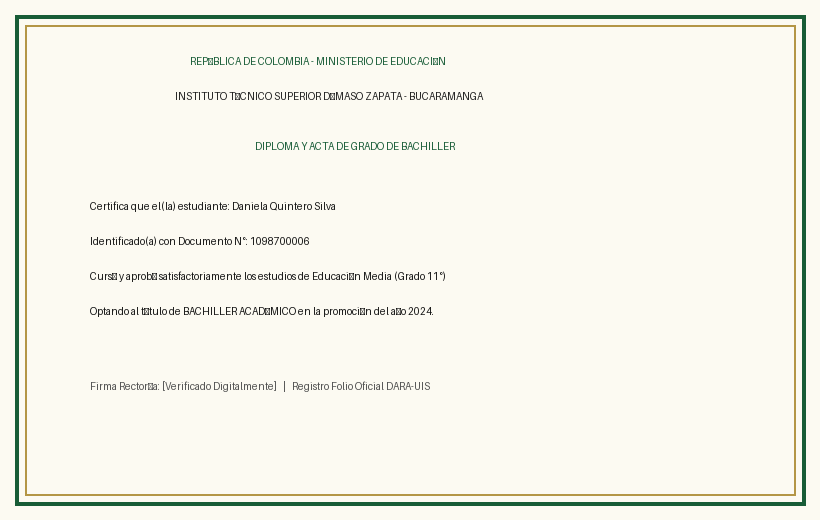 REP▯BLICA DE COLOMBIA - MINISTERIO DE EDUCACI▯N
INSTITUTO T▯CNICO SUPERIOR D▯MASO ZAPATA - BUCARAMANGA
DIPLOMA Y ACTA DE GRADO DE BACHILLER
Certifica que el(la) estudiante: Daniela Quintero Silva
Identificado(a) con Documento N°: 1098700006
Curs▯ y aprob▯ satisfactoriamente los estudios de Educaci▯n Media (Grado 11°)
Optando al t▯tulo de BACHILLER ACAD▯MICO en la promoci▯n del a▯o 2024.
Firma Rector▯a: [Verificado Digitalmente] | Registro Folio Oficial DARA-UIS